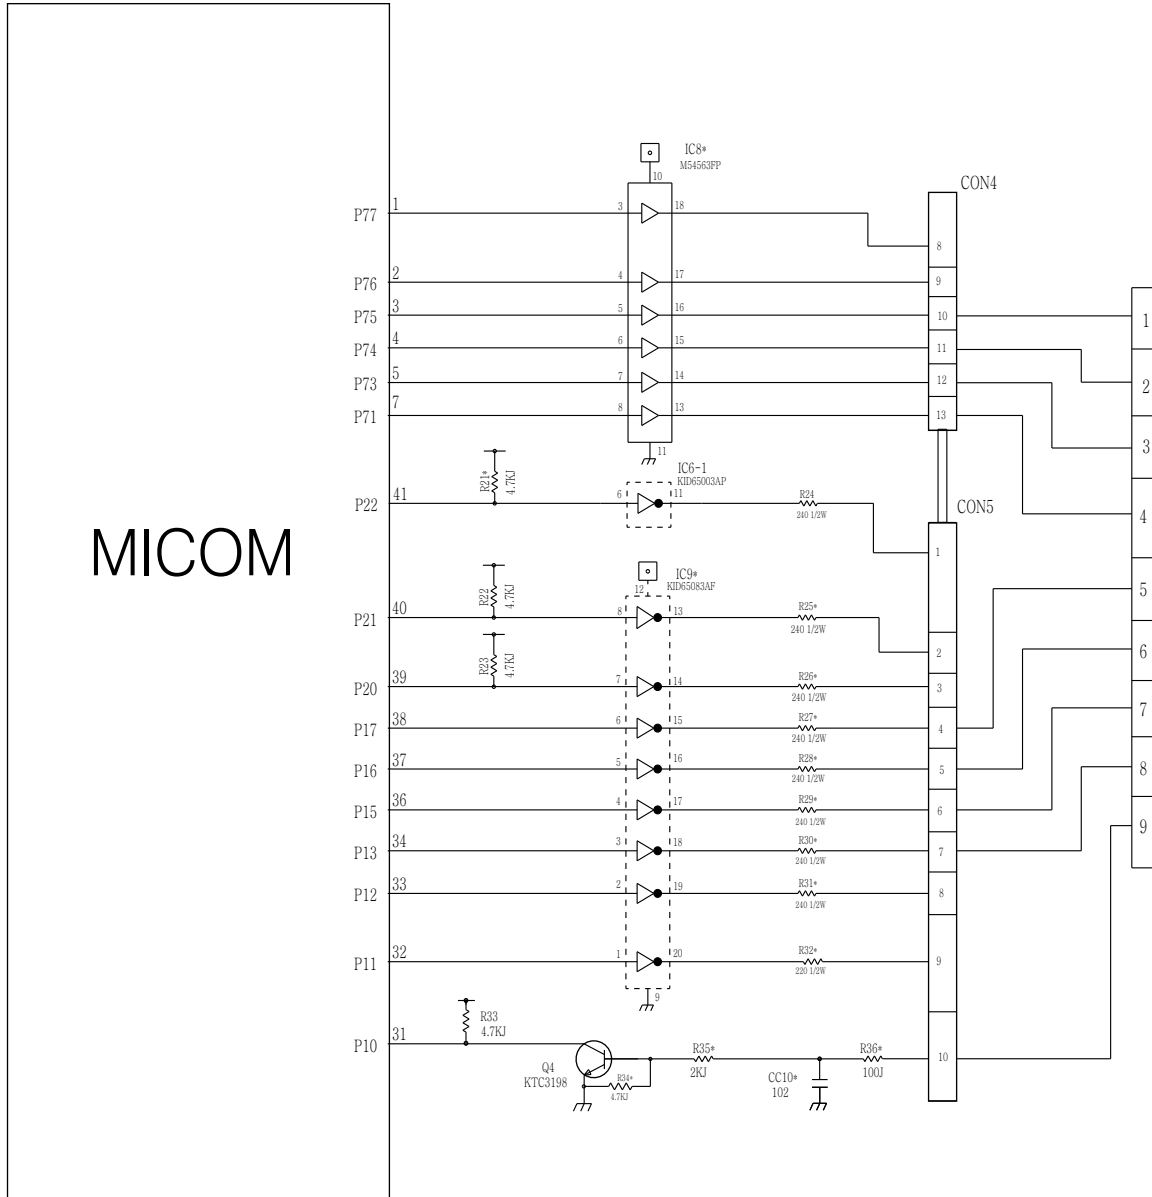 IC8*
M54563FP
10
CON4
P77 1 3 18 8
P76 2 4 17 9
P75 3 5 16 10 1
P74 4 6 15 11 2
P73 5 7 14 12 3
P71 7 8 13 13 4
11
R21*
4.7KJ
IC6-1
KID65003AP
P22 41 6 11 R24
240 1/2W
CON5
1
MICOM
R22
4.7KJ
IC9*
KID65083AF
12
5
P21 40 8 13 R25*
240 1/2W
2
6
R23
4.7KJ
P20 39 7 14 R26* 3
240 1/2W
7
P17 38 6 15 R27* 4
240 1/2W
P16 37 5 16 R28* 5 8
240 1/2W
P15 36 4 17 R29* 6 9
240 1/2W
P13 34 3 18 R30* 7
240 1/2W
P12 33 2 19 R31* 8
240 1/2W
P11 32 1 20 R32* 9
220 1/2W
9
R33
4.7KJ
P10 31
Q4
KTC3198
R34*
4.7KJ
R35*
2KJ
CC10*
102
R36*
100J
10